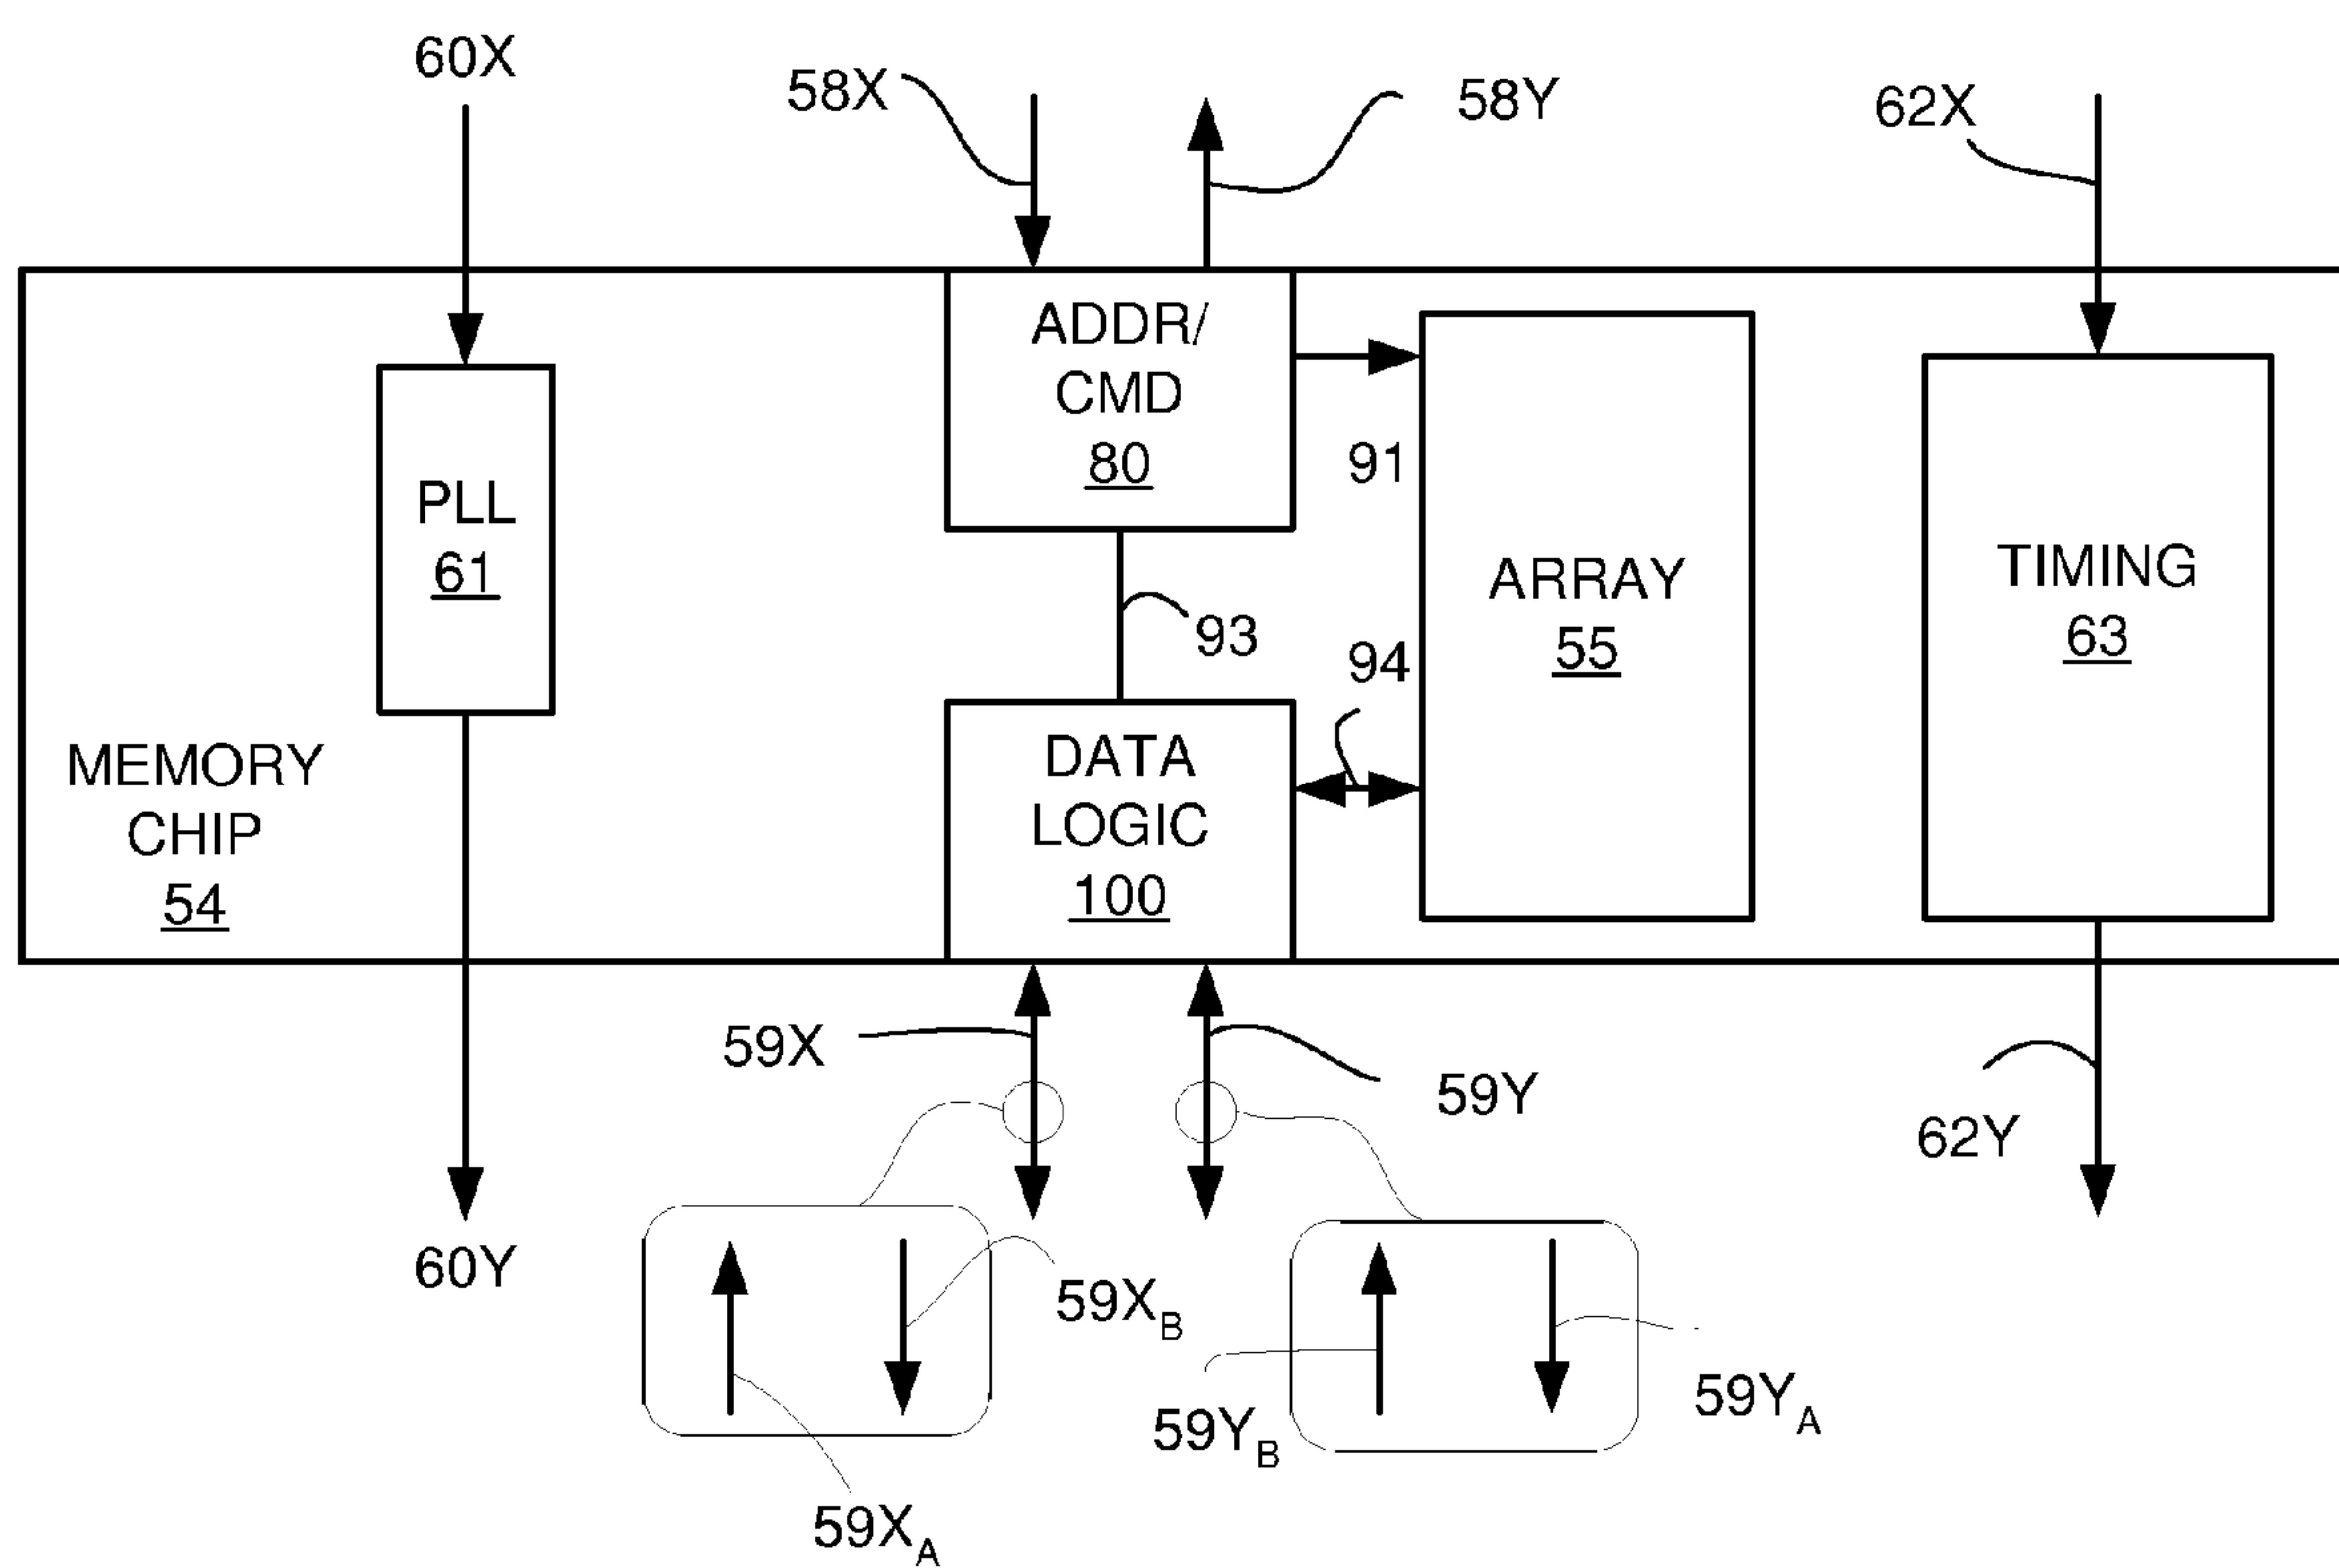 60X
58X
58Y
62X
ADDR/
CMD
80
91
PLL
61
ARRAY
55
TIMING
63
93
94
MEMORY
CHIP
54
DATA
LOGIC
100
59X
59Y
62Y
60Y
59XB
59YB
59YA
59XA